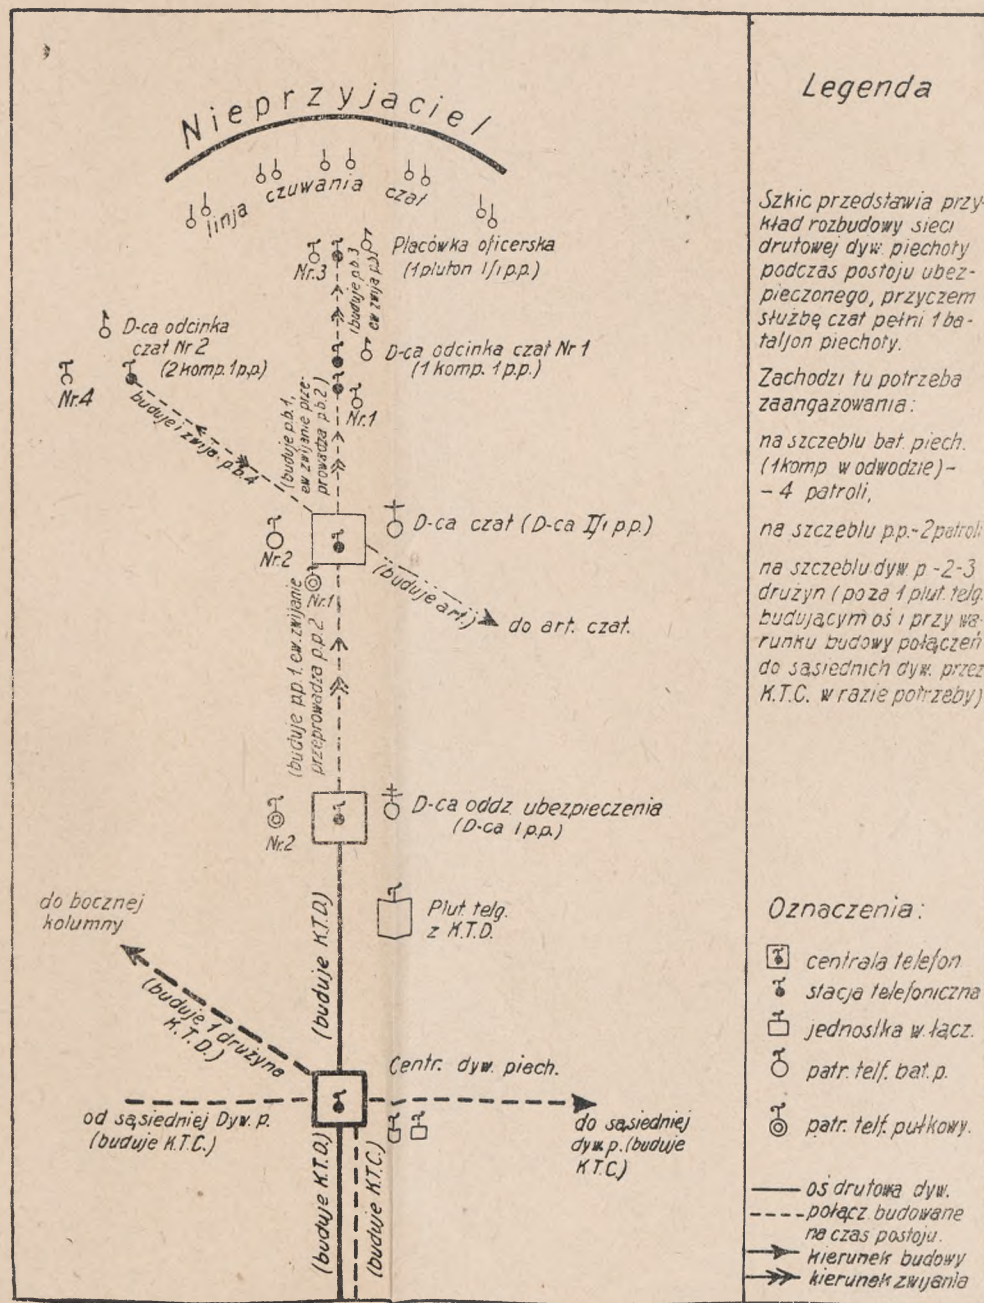 Nieprzyjaciel
linja czuwania czat
Nr.3
Placówka oficerska
(1 pluton 1/1 p.p.)
(buduje p.b.3
ew zwija p.b.
D-ca odcinka
czat Nr 2
(2 komp. 1 p.p.)
Nr.4
D-ca odcinka czat Nr 1
(1 komp. 1 p.p.)
Nr.1
buduje i zwija p.b.4
(buduje p.b.1,
ew zwijanie prze-
prowadza p.b.2)
Nr.2
D-ca czat (D-ca I/1 p.p.)
Nr.1
(buduje art.)
do art. czat.
(buduje p.p.1. ew. zwijanie
przeprowadza p.p.2)
Nr.2
D-ca oddz ubezpieczenia
(D-ca 1 p.p.)
(buduje K.T.D.)
Plut. telg.
z K.T.D.
do bocznej
kolumny
(buduje 1 drużynę
K.T.D.)
Centr. dyw. piech.
od sąsiedniej Dyw. p.
(buduje K.T.C.)
do sąsiedniej
dyw. p. (buduje
K.T.C.)
(buduje K.T.D.)
(buduje K.T.C.)
Legenda
Szkic przedstawia przy-
kład rozbudowy sieci
drutowej dyw. piechoty
podczas postoju ubez-
pieczonego, przyczem
służbę czat pełni 1 ba-
taljon piechoty.
Zachodzi tu potrzeba
zaangazowania:
na szczeblu bat. piech.
(1 komp w odwodzie)-
- 4 patroli,
na szczeblu p.p.-2 patroli
na szczeblu dyw. p -2-3
drużyn (poza 1 plut. telg.
budującym oś i przy wa-
runku budowy połączeń
do sąsiednich dyw. przez
K.T.C. w razie potrzeby)
Oznaczenia:
centrala telefon
stacja telefoniczna
jednostka w. łącz.
patr. telf. bat. p.
patr. telf. pułkowy.
oś drutowa dyw.
połącz. budowane
na czas postoju.
kierunek budowy
kierunek zwijania